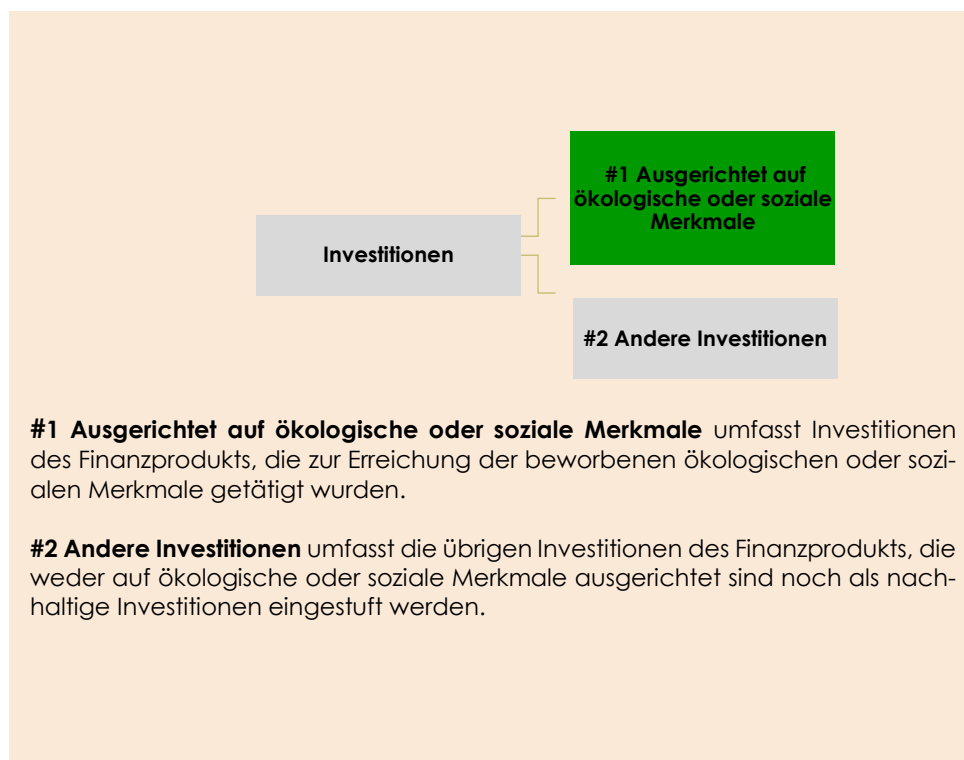 #1 Ausgerichtet auf
ökologische oder soziale
Merkmale
Investitionen
#2 Andere Investitionen
#1 Ausgerichtet auf ökologische oder soziale Merkmale umfasst Investitionen
des Finanzprodukts, die zur Erreichung der beworbenen ökologischen oder sozi-
alen Merkmale getätigt wurden.
#2 Andere Investitionen umfasst die übrigen Investitionen des Finanzprodukts, die
weder auf ökologische oder soziale Merkmale ausgerichtet sind noch als nach-
haltige Investitionen eingestuft werden.